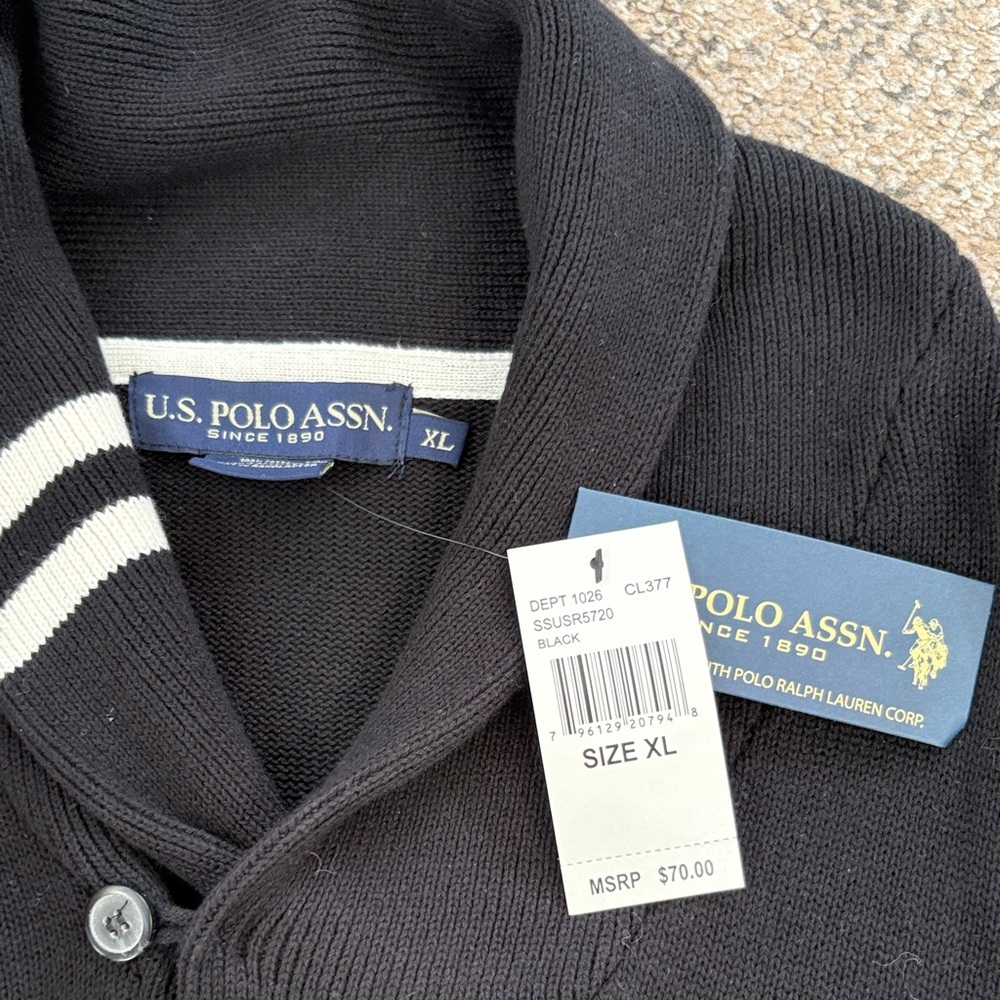 U.S. POLO ASSN.
SINCE 1890
XL
DEPT 1026 CL377
SSUSR5720
BLACK
7 96129 20794 8
SIZE XL
MSRP $70.00
POLO ASSN.
NCE 1890
ITH POLO RALPH LAUREN CORP.